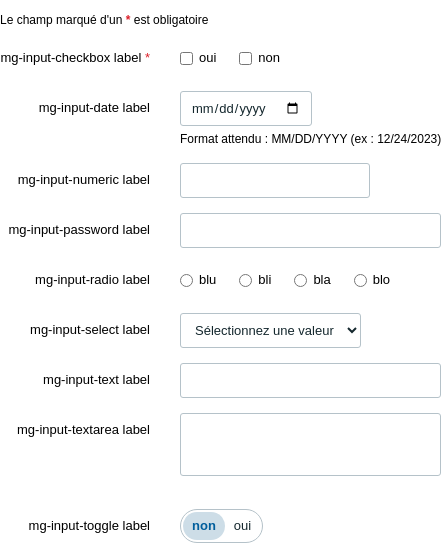 Le champ marqué d'un * est obligatoire
mg-input-checkbox label * oui non
mg-input-date label mm/dd/yyyy
Format attendu : MM/DD/YYYY (ex : 12/24/2023)
mg-input-numeric label
mg-input-password label
mg-input-radio label blu bli bla blo
mg-input-select label Sélectionnez une valeur
mg-input-text label
mg-input-textarea label
mg-input-toggle label non oui